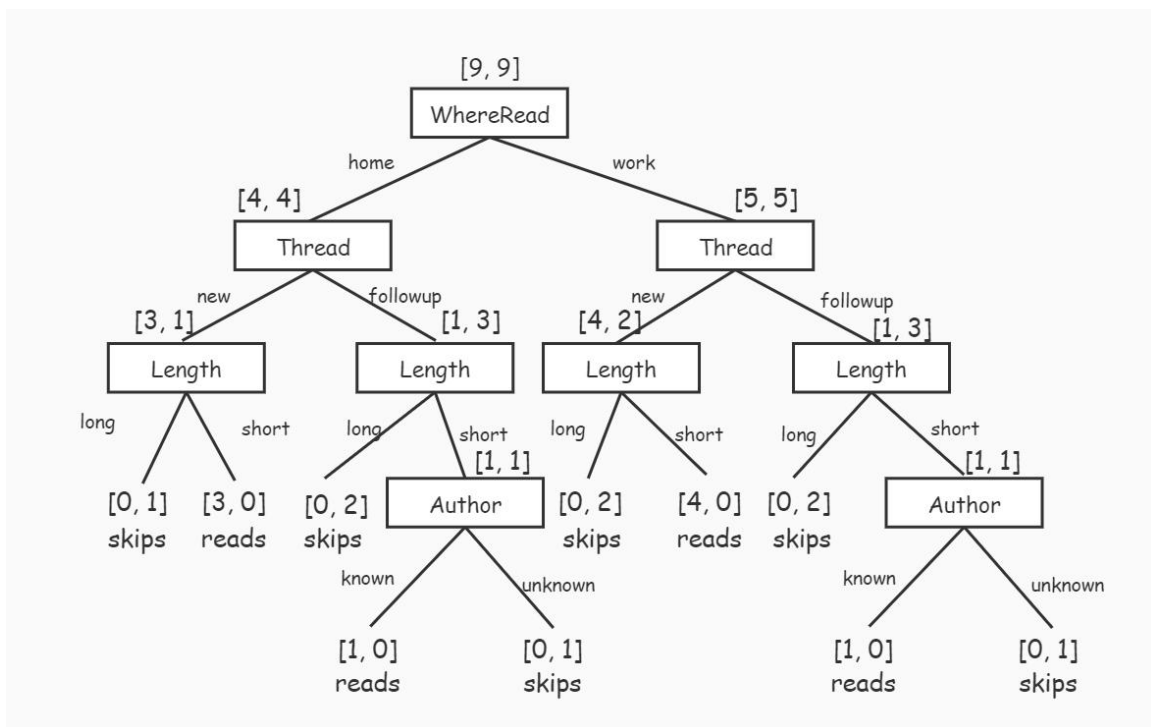 [9, 9]
WhereRead
home
work
[4, 4]
[5, 5]
Thread
Thread
new
followup
new
followup
[3, 1]
[1, 3]
[4, 2]
[1, 3]
Length
Length
Length
Length
long
short
long
short
long
short
long
short
[1, 1]
[1, 1]
[0, 1]
[3, 0]
[0, 2]
Author
[0, 2]
[4, 0]
[0, 2]
Author
skips
reads
skips
skips
reads
skips
known
unknown
known
unknown
[1, 0]
[0, 1]
[1, 0]
[0, 1]
reads
skips
reads
skips